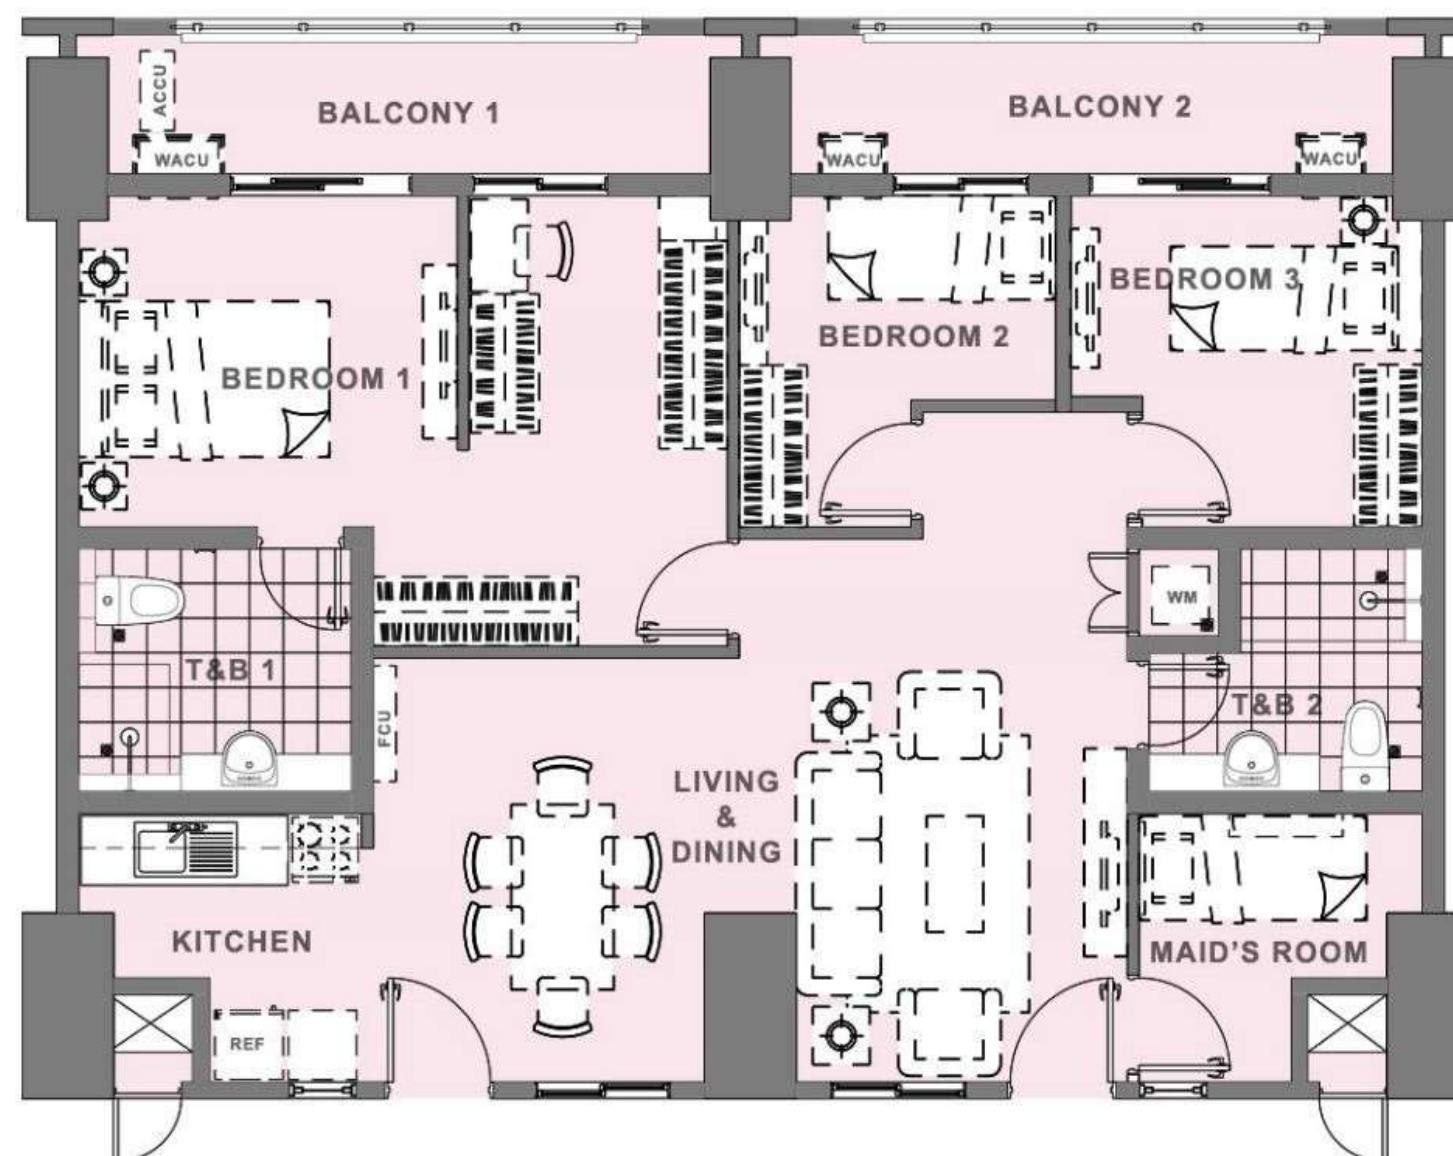 ACCU
BALCONY 1
BALCONY 2
WACU
WACU
WACU
BEDROOM 1
BEDROOM 2
BEDROOM 3
WM
T&B 1
T&B 2
FCU
LIVING
&
DINING
KITCHEN
MAID'S ROOM
REF